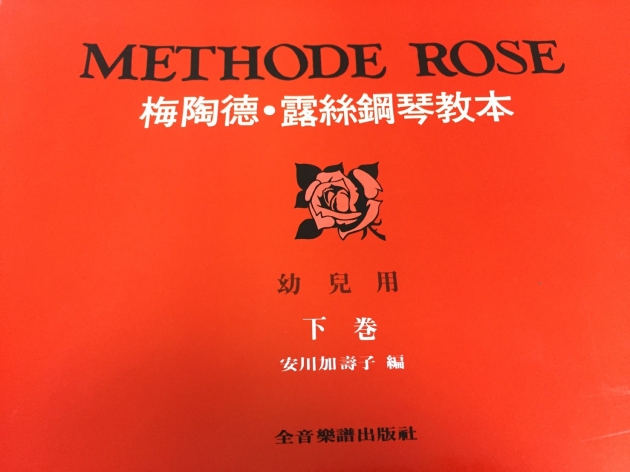 METHODE ROSE
梅陶德・露絲鋼琴教本
幼兒用
下巻
安川加壽子 編
全音樂譜出版社